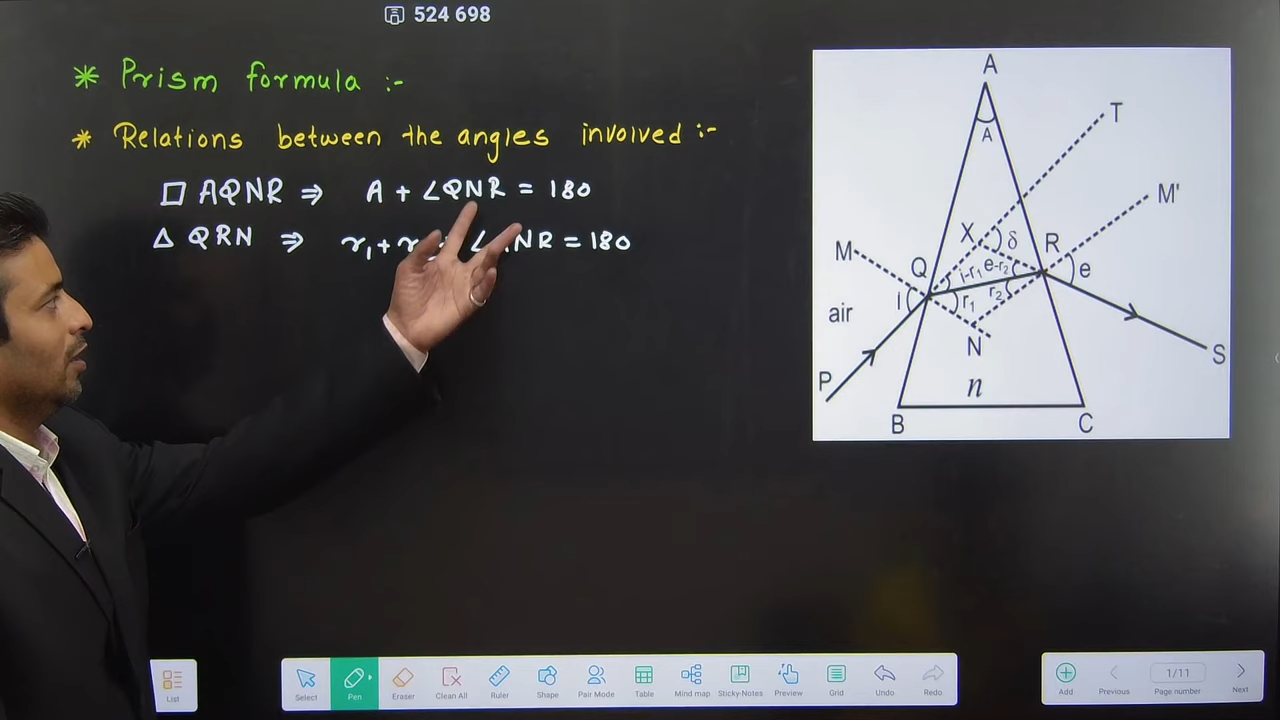 524 698
* Prism formula :-
* Relations between the angles involved :-
□ AQNR ⇒ A + ∠QNR = 180
Δ QRN ⇒ r₁ + r NR = 180
A
A
T
M'
X
δ
R
M
Q
i-r₁
e-r₂
e
i
r₁
r₂
air
N
S
P
n
B
C
List
Select
Pen
Eraser
Clean All
Ruler
Shape
Pair Mode
Table
Mind map
Sticky-Notes
Preview
Grid
Undo
Redo
Add
Previous
1/11
Page number
Next